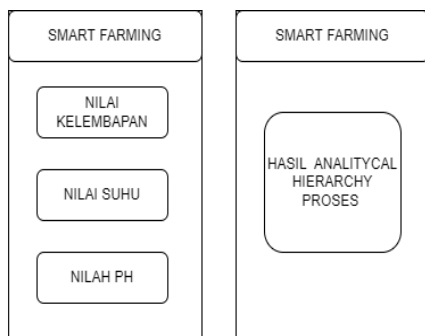 SMART FARMING
NILAI
KELEMBAPAN
NILAI SUHU
NILAH PH
SMART FARMING
HASIL ANALITYCAL
HIERARCHY
PROSES